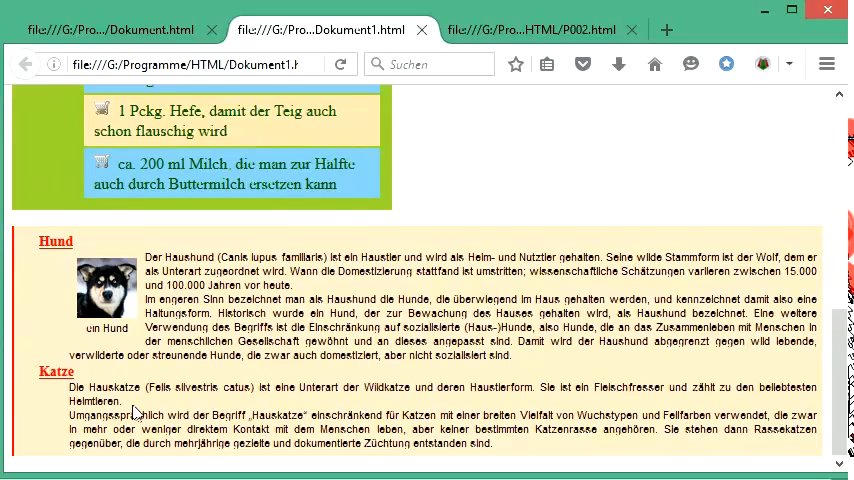 file:///G:/Pro.../Dokument.html
file:///G:/Pro...Dokument1.html
file:///G:/Pro...HTML/P002.html
file:///G:/Programme/HTML/Dokument1.h
Suchen
1 Pckg. Hefe, damit der Teig auch
schon flauschig wird
ca. 200 ml Milch, die man zur Hälfte
auch durch Buttermilch ersetzen kann
Hund
Der Haushund (Canis lupus familiaris) ist ein Haustier und wird als Heim- und Nutztier gehalten. Seine wilde Stammform ist der Wolf, dem er
als Unterart zugeordnet wird. Wann die Domestizierung stattfand ist umstritten; wissenschaftliche Schätzungen variieren zwischen 15.000
und 100.000 Jahren vor heute.
Im engeren Sinn bezeichnet man als Haushund die Hunde, die überwiegend im Haus gehalten werden, und kennzeichnet damit also eine
Haltungsform. Historisch wurde ein Hund, der zur Bewachung des Hauses gehalten wird, als Haushund bezeichnet. Eine weitere
Verwendung des Begriffs ist die Einschränkung auf sozialisierte (Haus-)Hunde, also Hunde, die an das Zusammenleben mit Menschen in
ein Hund
der menschlichen Gesellschaft gewöhnt und an dieses angepasst sind. Damit wird der Haushund abgegrenzt gegen wild lebende,
verwilderte oder streunende Hunde, die zwar auch domestiziert, aber nicht sozialisiert sind.
Katze
Die Hauskatze (Felis silvestris catus) ist eine Unterart der Wildkatze und deren Haustierform. Sie ist ein Fleischfresser und zählt zu den beliebtesten
Heimtieren.
Umgangssprachlich wird der Begriff „Hauskatze“ einschränkend für Katzen mit einer breiten Vielfalt von Wuchstypen und Fellfarben verwendet, die zwar
in mehr oder weniger direktem Kontakt mit dem Menschen leben, aber keiner bestimmten Katzenrasse angehören. Sie stehen dann Rassekatzen
gegenüber, die durch mehrjährige gezielte und dokumentierte Züchtung entstanden sind.